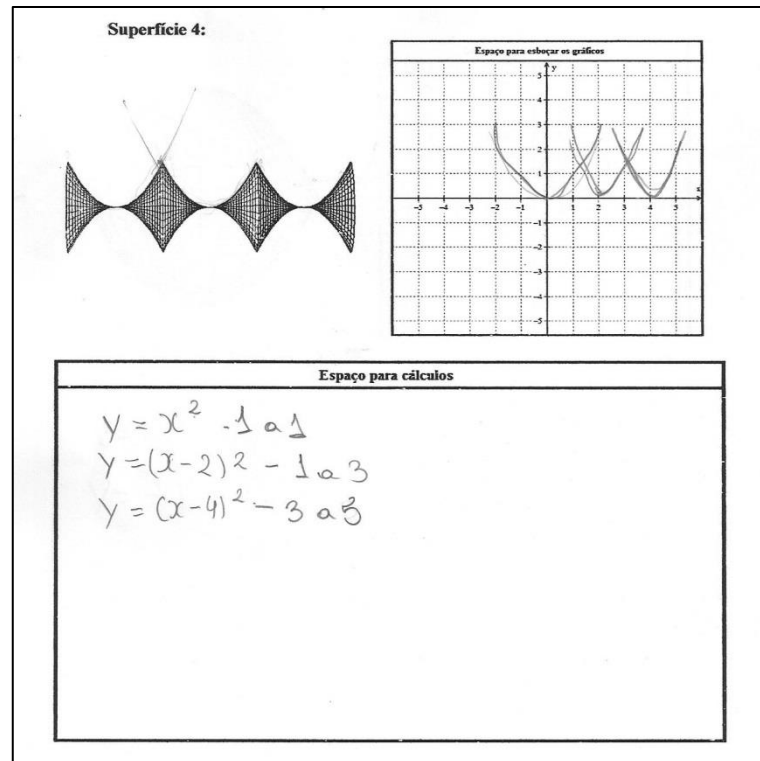 Superfície 4:
Espaço para esboçar os gráficos
y
5
4
3
2
1
-5 -4 -3 -2 -1 1 2 3 4 5
x
-1
-2
-3
-4
-5
Espaço para cálculos
y = x² -1 a 1
y = (x-2)² - 1 a 3
y = (x-4)² - 3 a 5